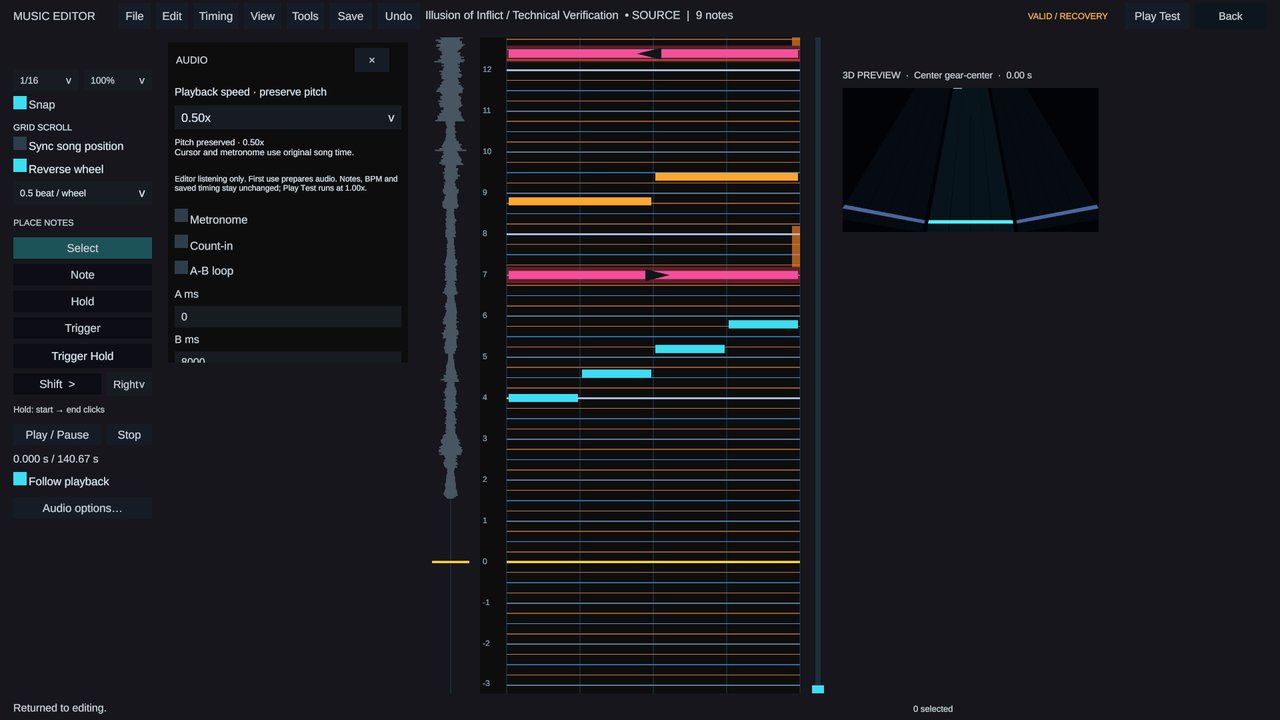 MUSIC EDITOR File Edit Timing View Tools Save Undo Illusion of Inflict / Technical Verification • SOURCE | 9 notes VALID / RECOVERY Play Test Back
1/16 v 100% v
Snap
GRID SCROLL
Sync song position
Reverse wheel
0.5 beat / wheel v
PLACE NOTES
Select
Note
Hold
Trigger
Trigger Hold
Shift > Right v
Hold: start → end clicks
Play / Pause Stop
0.000 s / 140.67 s
Follow playback
Audio options…
AUDIO ×
Playback speed · preserve pitch
0.50x v
Pitch preserved · 0.50x
Cursor and metronome use original song time.
Editor listening only. First use prepares audio. Notes, BPM and
saved timing stay unchanged; Play Test runs at 1.00x.
Metronome
Count-in
A-B loop
A ms
0
B ms
8000
12
11
10
9
8
7
6
5
4
3
2
1
0
-1
-2
-3
3D PREVIEW · Center gear-center · 0.00 s
Returned to editing.
0 selected